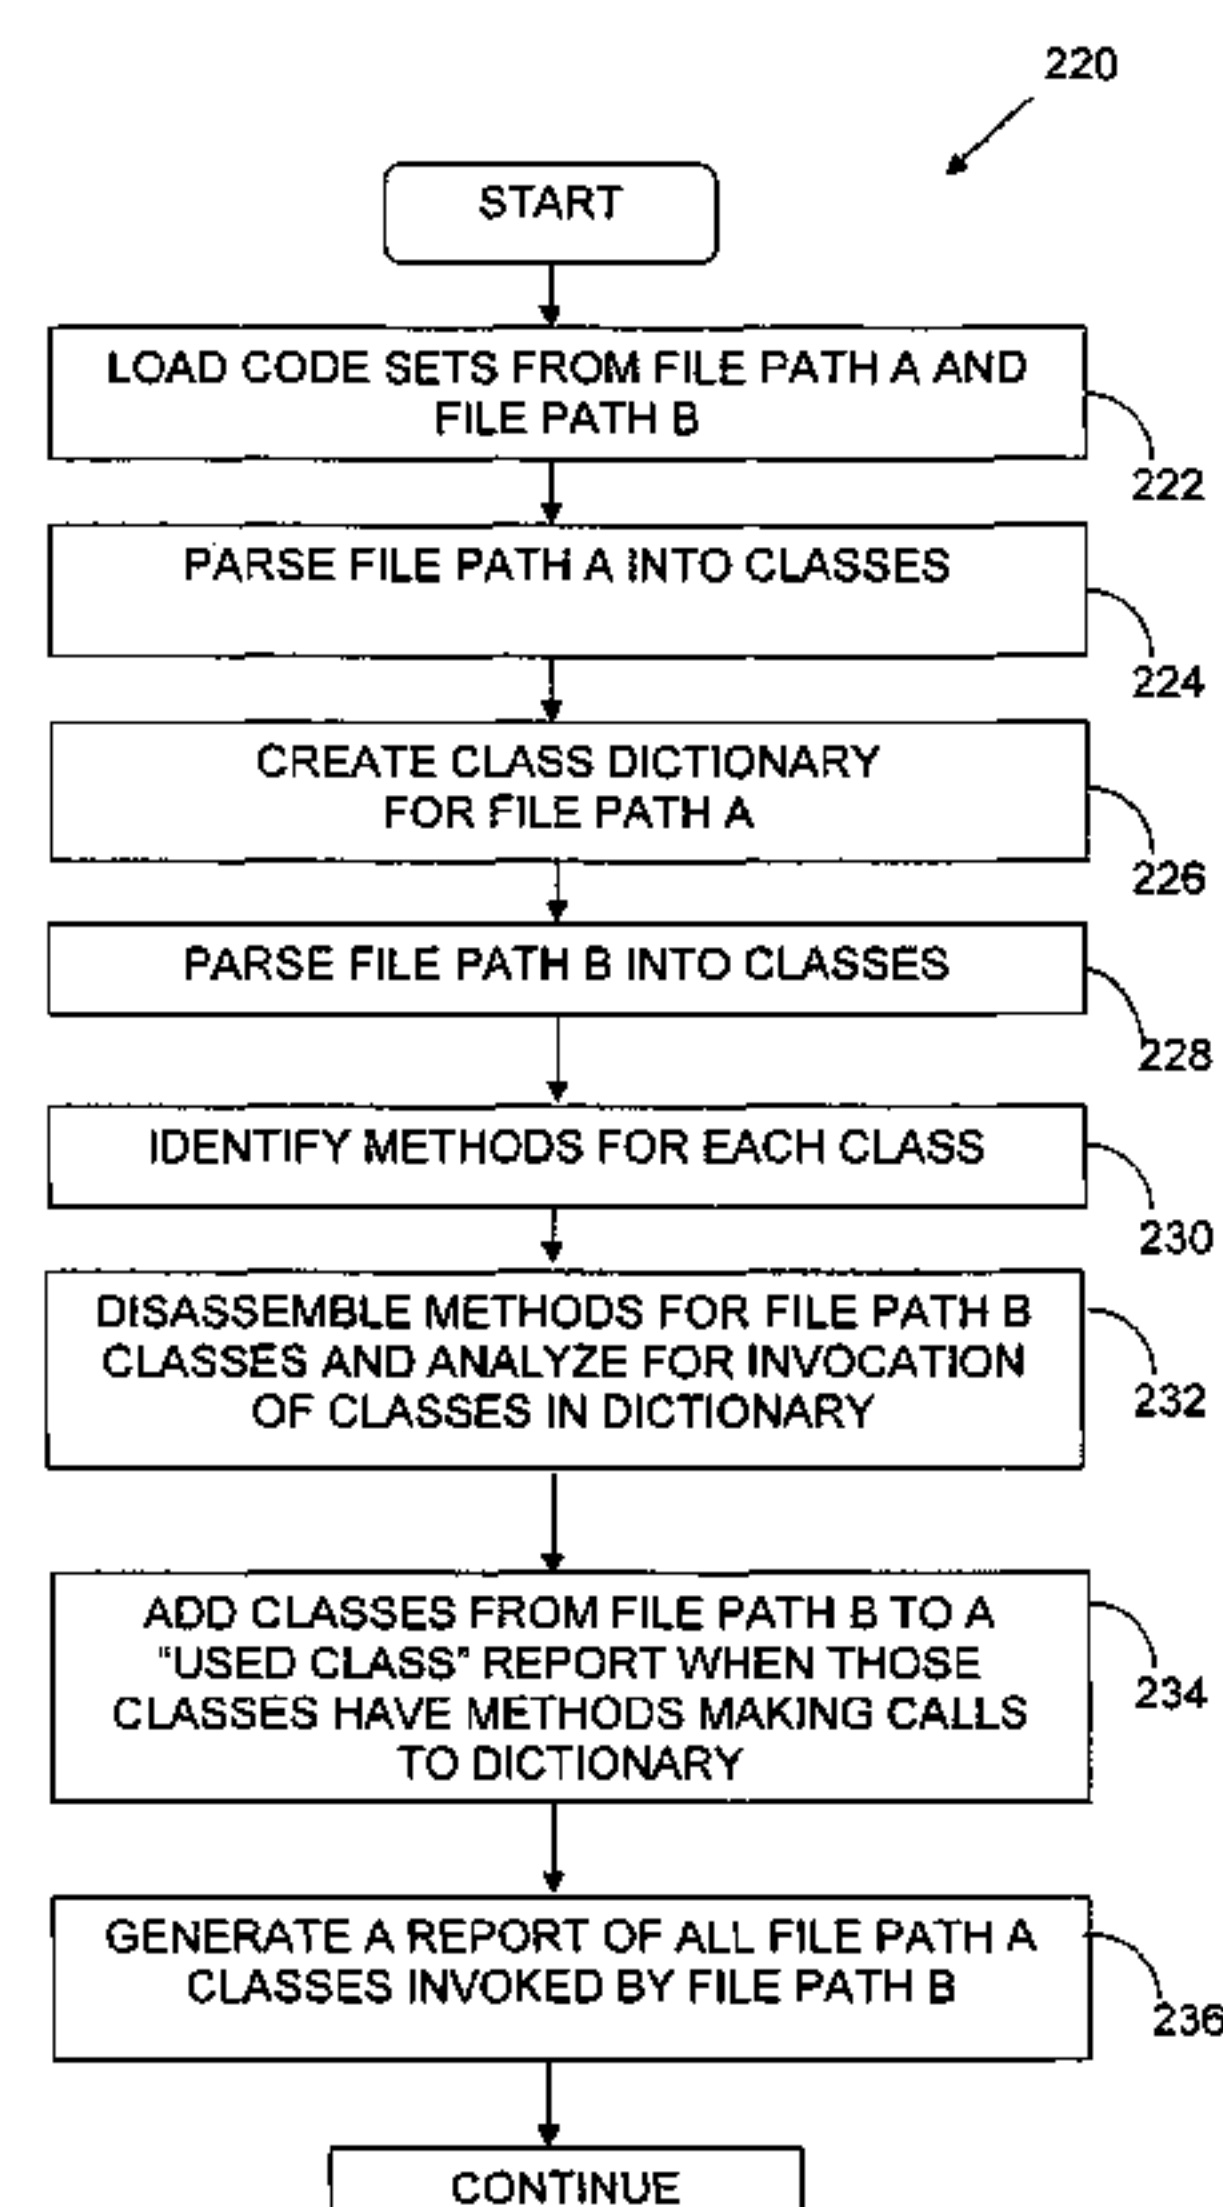 220
START
LOAD CODE SETS FROM FILE PATH A AND
FILE PATH B
222
PARSE FILE PATH A INTO CLASSES
224
CREATE CLASS DICTIONARY
FOR FILE PATH A
226
PARSE FILE PATH B INTO CLASSES
228
IDENTIFY METHODS FOR EACH CLASS
230
DISASSEMBLE METHODS FOR FILE PATH B
CLASSES AND ANALYZE FOR INVOCATION
OF CLASSES IN DICTIONARY
232
ADD CLASSES FROM FILE PATH B TO A
"USED CLASS" REPORT WHEN THOSE
CLASSES HAVE METHODS MAKING CALLS
TO DICTIONARY
234
GENERATE A REPORT OF ALL FILE PATH A
CLASSES INVOKED BY FILE PATH B
236
CONTINUE